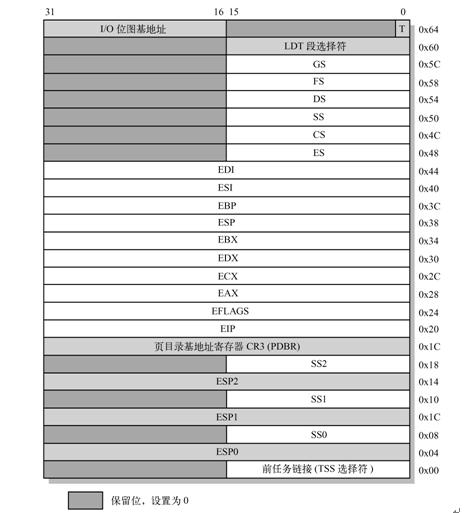 31 16 15 0
I/O 位图基地址 T 0x64
LDT 段选择符 0x60
GS 0x5C
FS 0x58
DS 0x54
SS 0x50
CS 0x4C
ES 0x48
EDI 0x44
ESI 0x40
EBP 0x3C
ESP 0x38
EBX 0x34
EDX 0x30
ECX 0x2C
EAX 0x28
EFLAGS 0x24
EIP 0x20
页目录基地址寄存器 CR3 (PDBR) 0x1C
SS2 0x18
ESP2 0x14
SS1 0x10
ESP1 0x1C
SS0 0x08
ESP0 0x04
前任务链接(TSS 选择符) 0x00
保留位，设置为 0